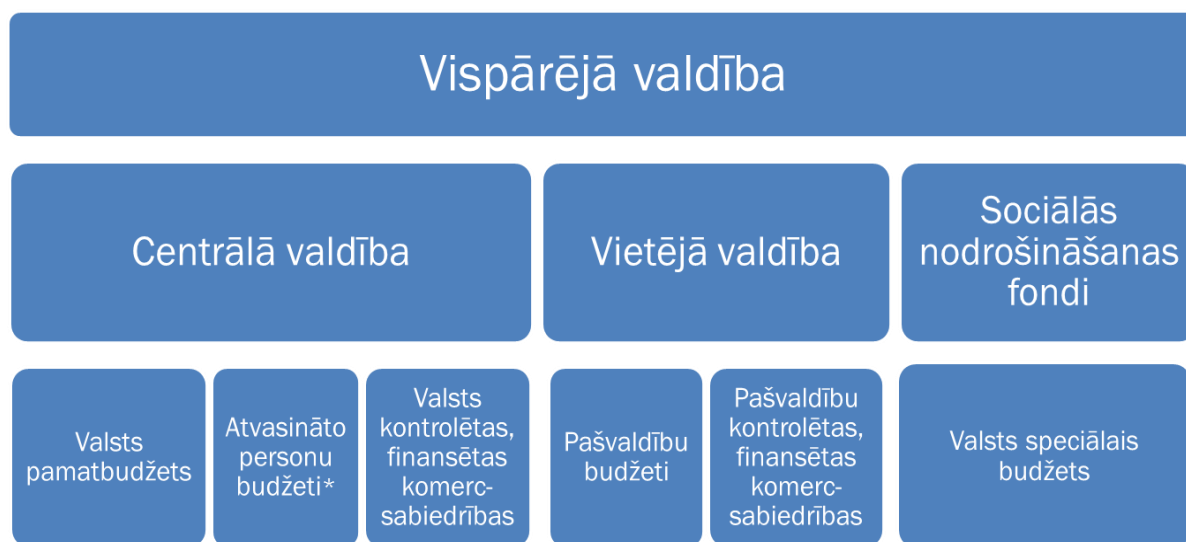 Vispārējā valdība
Centrālā valdība
Vietējā valdība
Sociālās
nodrošināšanas
fondi
Valsts
pamatbudžets
Atvasināto
personu
budžeti*
Valsts
kontrolētas,
finansētas
komerc-
sabiedrības
Pašvaldību
budžeti
Pašvaldību
kontrolētas,
finansētas
komerc-
sabiedrības
Valsts speciālais
budžets